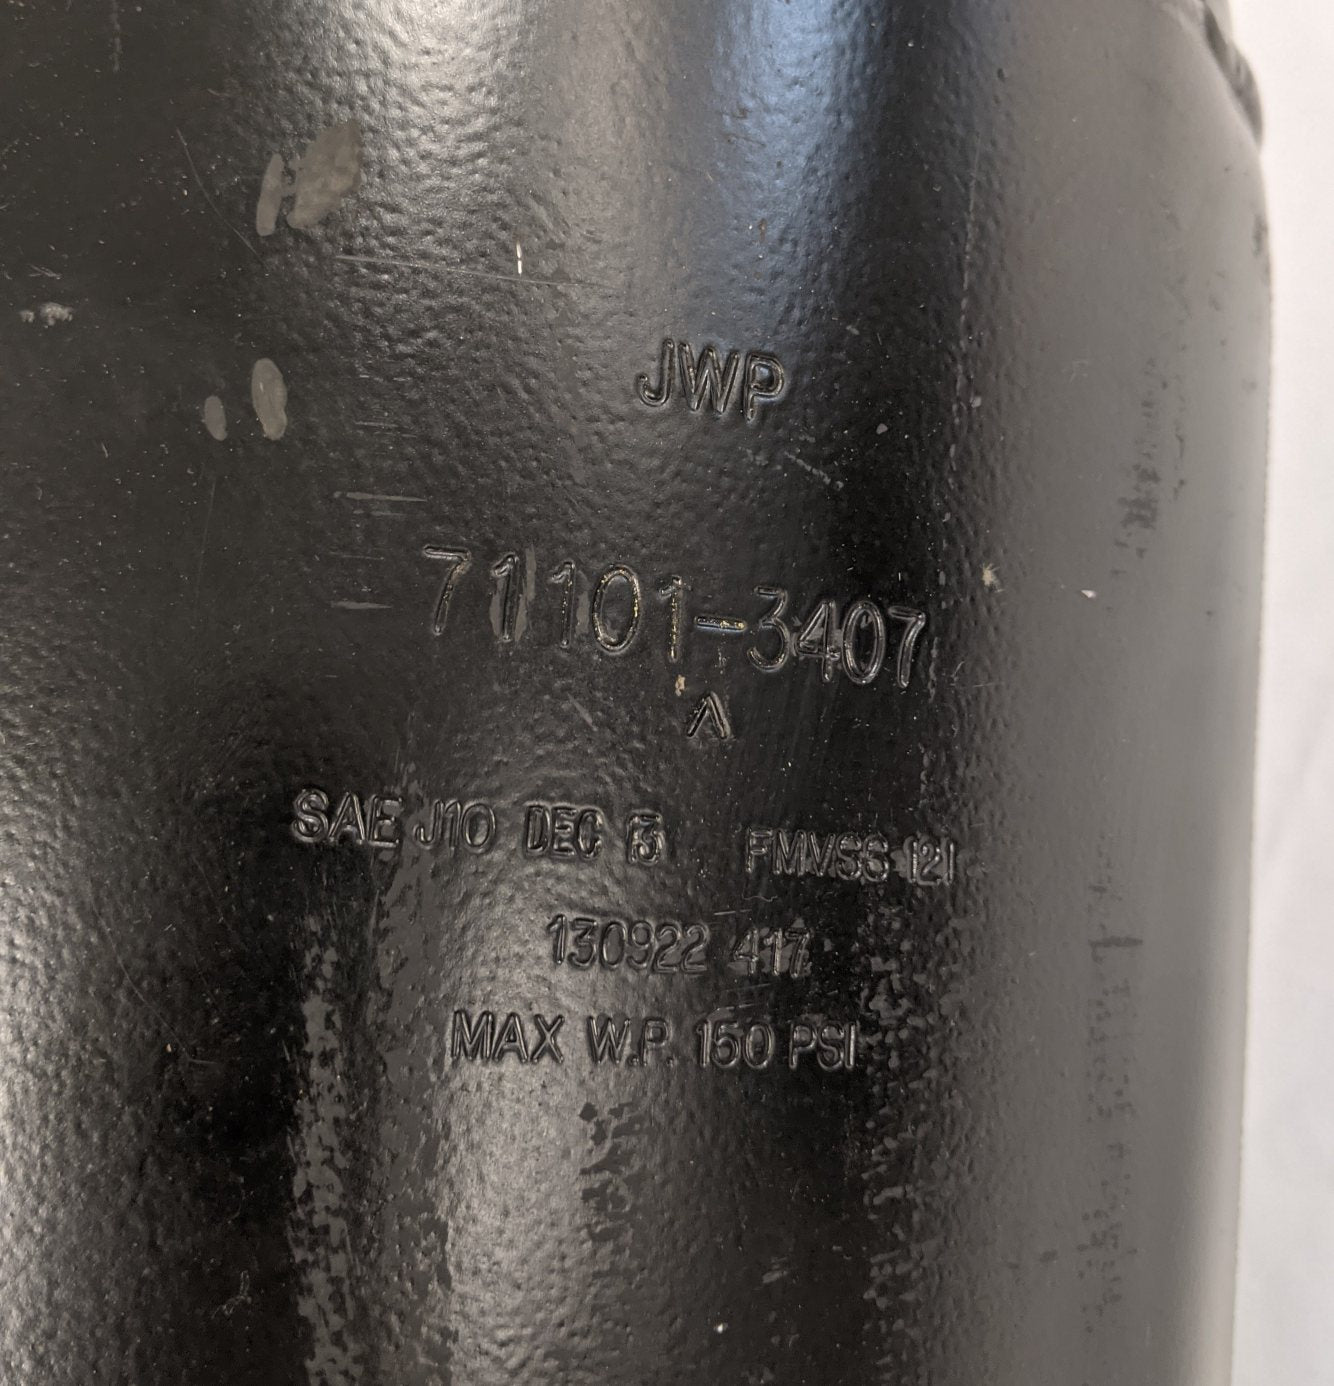 JWP
71101-3407
Λ
SAE J10 DEC 13 FMVSS 121
130922 417
MAX W.P. 150 PSI